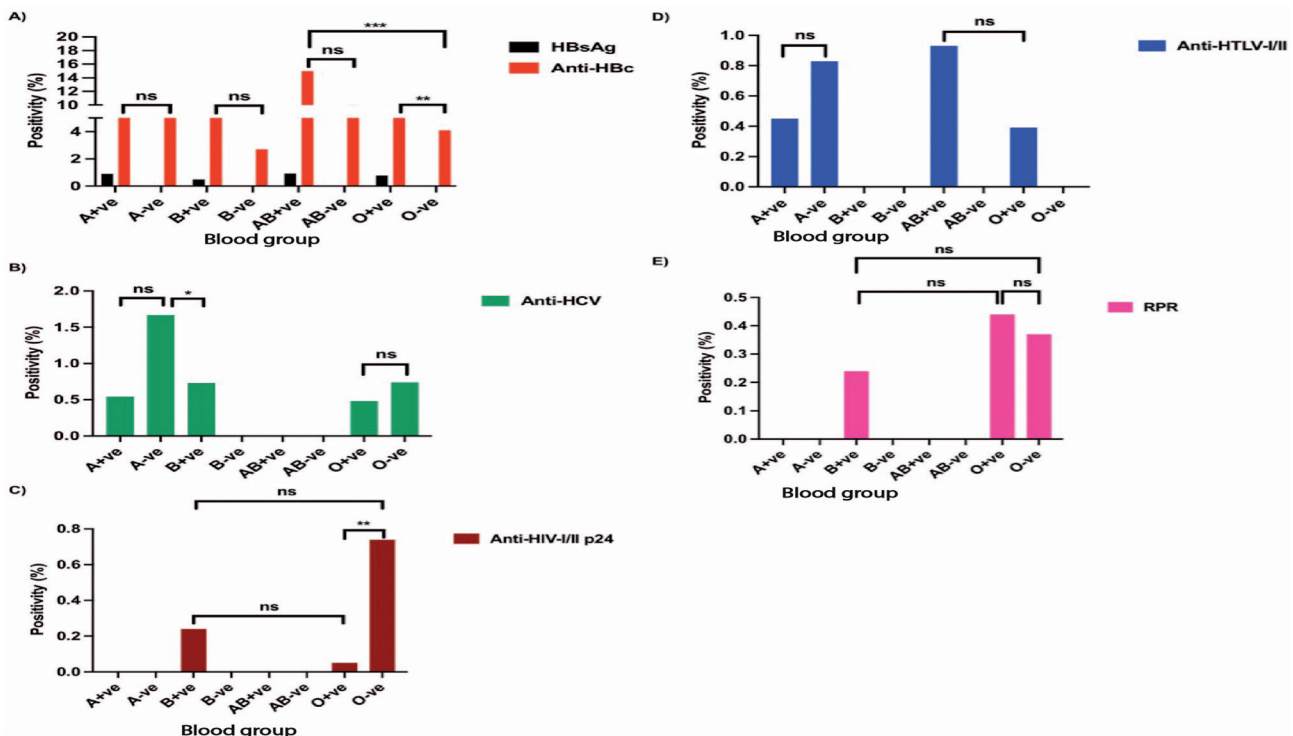 A)
Positivity (%)
20
18
16
14
12
10
4
2
0
ns
ns
***
ns
**
HBsAg
Anti-HBc
A+ve
A-ve
B+ve
B-ve
AB+ve
AB-ve
O+ve
O-ve
Blood group
B)
Positivity (%)
2.0
1.5
1.0
0.5
0.0
ns
*
ns
Anti-HCV
A+ve
A-ve
B+ve
B-ve
AB+ve
AB-ve
O+ve
O-ve
C)
Positivity (%)
0.8
0.6
0.4
0.2
0.0
ns
ns
**
Anti-HIV-I/II p24
A+ve
A-ve
B+ve
B-ve
AB+ve
AB-ve
O+ve
O-ve
Blood group
D)
Positivity (%)
1.0
0.8
0.6
0.4
0.2
0.0
ns
ns
Anti-HTLV-I/II
A+ve
A-ve
B+ve
B-ve
AB+ve
AB-ve
O+ve
O-ve
Blood group
E)
Positivity (%)
0.5
0.4
0.3
0.2
0.1
0.0
ns
ns
ns
RPR
A+ve
A-ve
B+ve
B-ve
AB+ve
AB-ve
O+ve
O-ve
Blood group